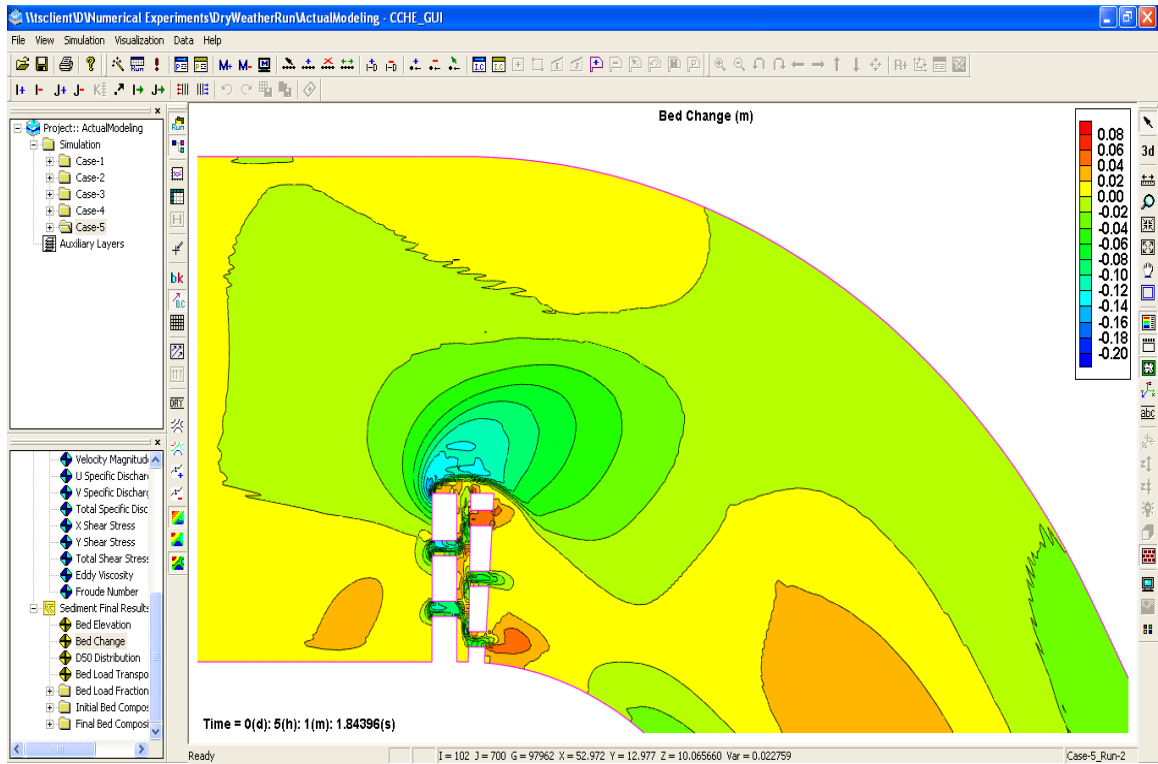 \\tsclient\D\Numerical Experiments\DryWeatherRun\ActualModeling - CCHE_GUI
File View Simulation Visualization Data Help
Project:: ActualModeling
Simulation
Case-1
Case-2
Case-3
Case-4
Case-5
Auxiliary Layers
Velocity Magnitud
U Specific Dischar
V Specific Discharg
Total Specific Disc
X Shear Stress
Y Shear Stress
Total Shear Stress
Eddy Viscosity
Froude Number
Sediment Final Results
Bed Elevation
Bed Change
D50 Distribution
Bed Load Transpo
Bed Load Fraction
Initial Bed Compos
Final Bed Composi
Run
bk
B.C
DRY
Bed Change (m)
0.08
0.06
0.04
0.02
0.00
-0.02
-0.04
-0.06
-0.08
-0.10
-0.12
-0.14
-0.16
-0.18
-0.20
3d
abc
Time = 0(d): 5(h): 1(m): 1.84396(s)
Ready
I = 102 J = 700 G = 97962 X = 52.972 Y = 12.977 Z = 10.065660 Var = 0.022759
Case-5_Run-2